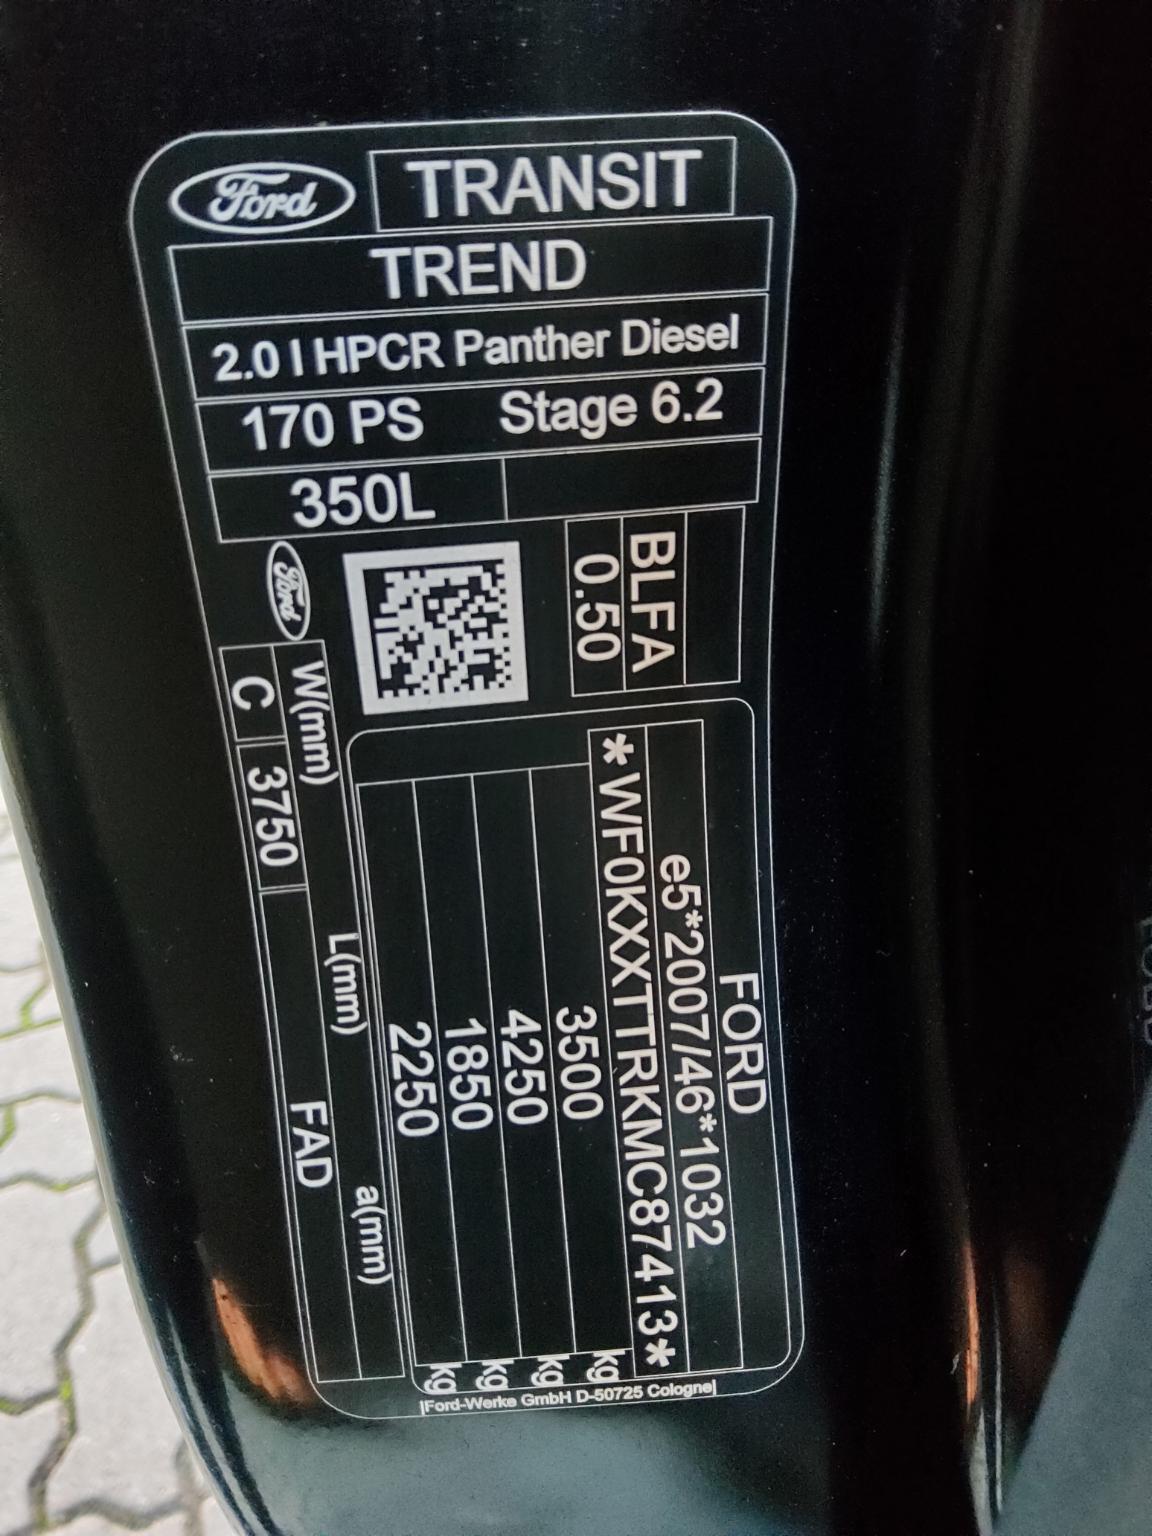 Ford TRANSIT
TREND
2.0 l HPCR Panther Diesel
170 PS Stage 6.2
350L
BLFA
0.50
Ford
FORD
e5*2007/46*1032
*WF0KXXTTRKMC87413*
3500 kg
4250 kg
1850 kg
2250 kg
W(mm) L(mm) a(mm)
C 3750 FAD
|Ford-Werke GmbH D-50725 Cologne|